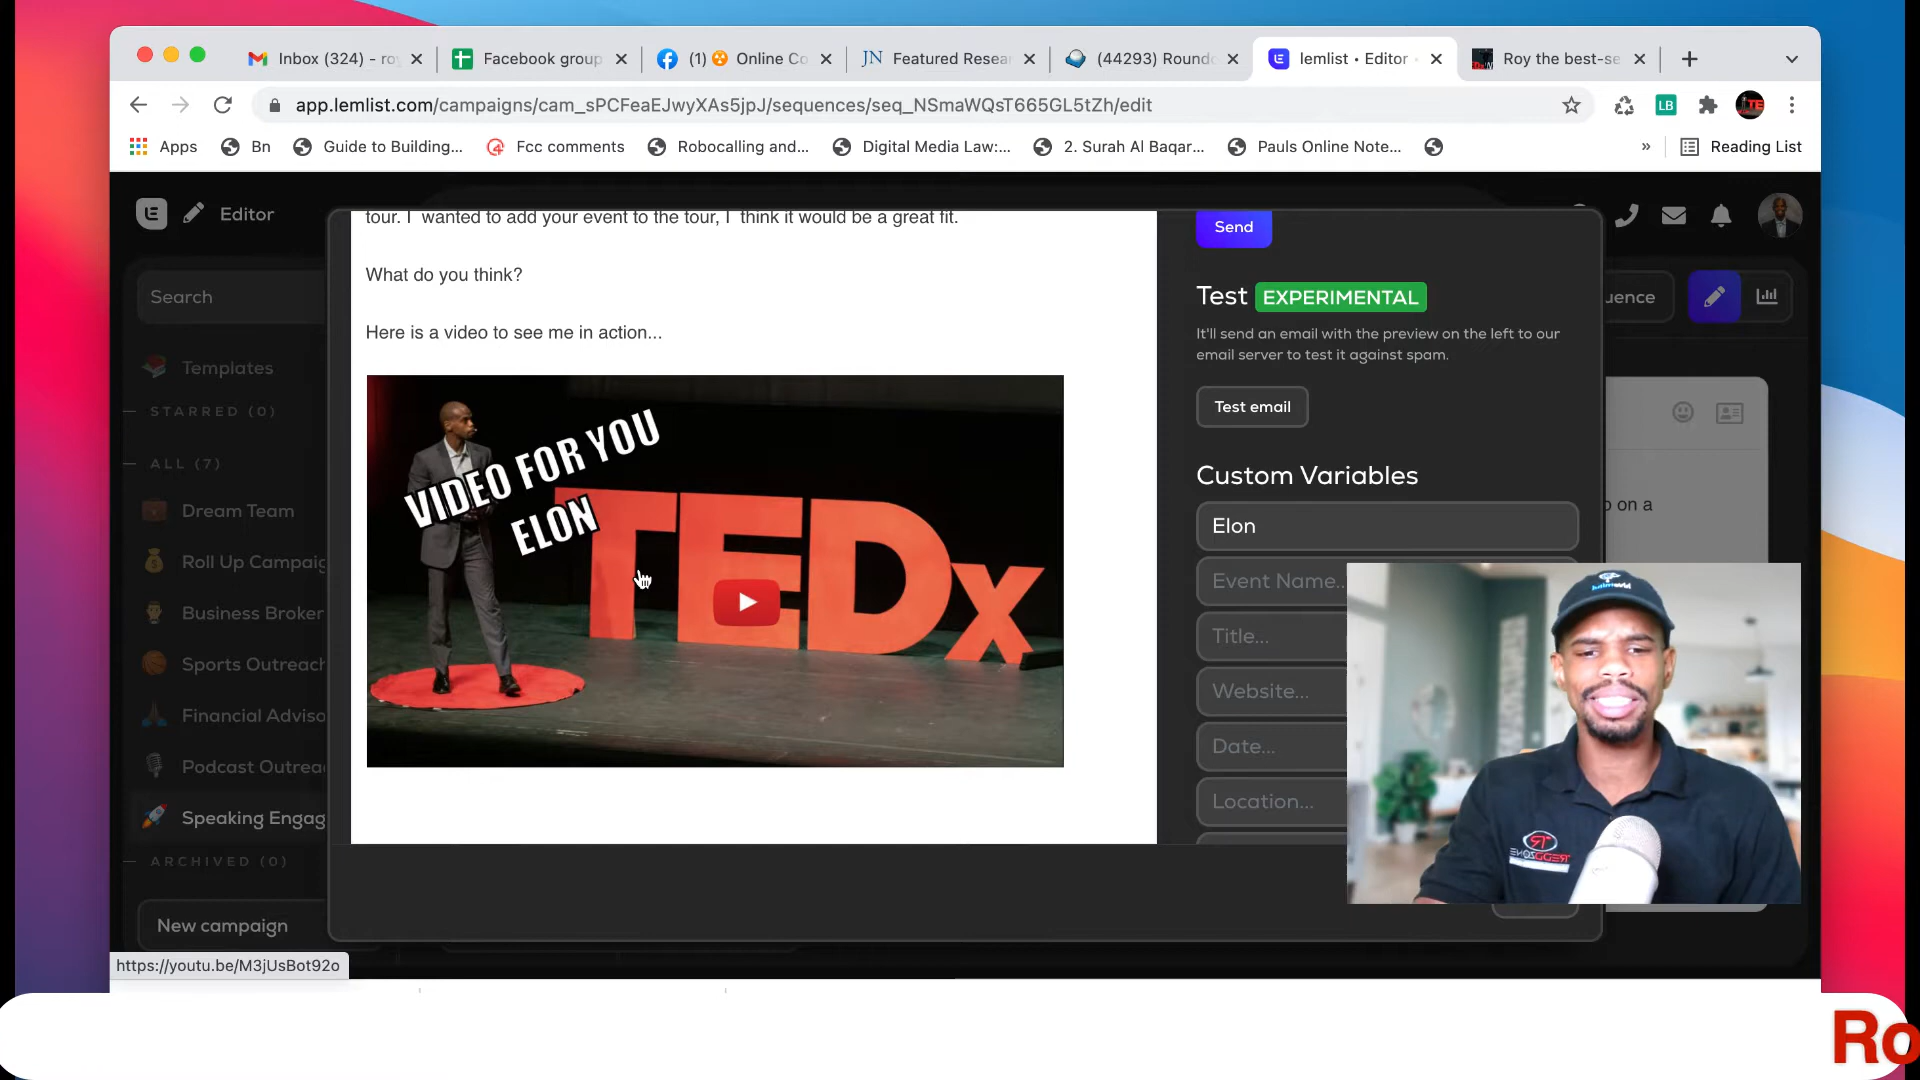 Inbox (324) - ro
Facebook group
(1) Online Co
JN Featured Resea
(44293) Roundc
lemlist • Editor
Roy the best-se
app.lemlist.com/campaigns/cam_sPCFeaEJwyXAs5jpJ/sequences/seq_NSmaWQsT665GL5tZh/edit
LB
Apps
Bn
Guide to Building...
Fcc comments
Robocalling and...
Digital Media Law:...
2. Surah Al Baqar...
Pauls Online Note...
»
Reading List
Editor
tour. I wanted to add your event to the tour, I think it would be a great fit.
Send
What do you think?
Here is a video to see me in action...
Search
Templates
STARRED (0)
ALL (7)
Dream Team
Roll Up Campaig
Business Broker
Sports Outreach
Financial Adviso
Podcast Outrea
Speaking Engag
ARCHIVED (0)
New campaign
VIDEO FOR YOU
ELON
TEDx
Test EXPERIMENTAL
It'll send an email with the preview on the left to our
email server to test it against spam.
Test email
Custom Variables
Elon
Event Name...
Title...
Website...
Date...
Location...
uence
on a
https://youtu.be/M3jUsBot92o
Ro